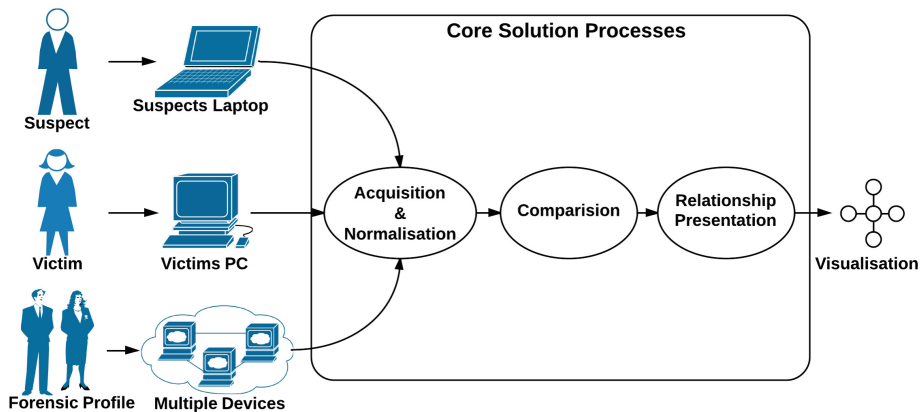 Core Solution Processes
Suspect
Suspects Laptop
Acquisition
&
Normalisation
Comparision
Relationship
Presentation
Victim
Victims PC
Visualisation
Forensic Profile
Multiple Devices